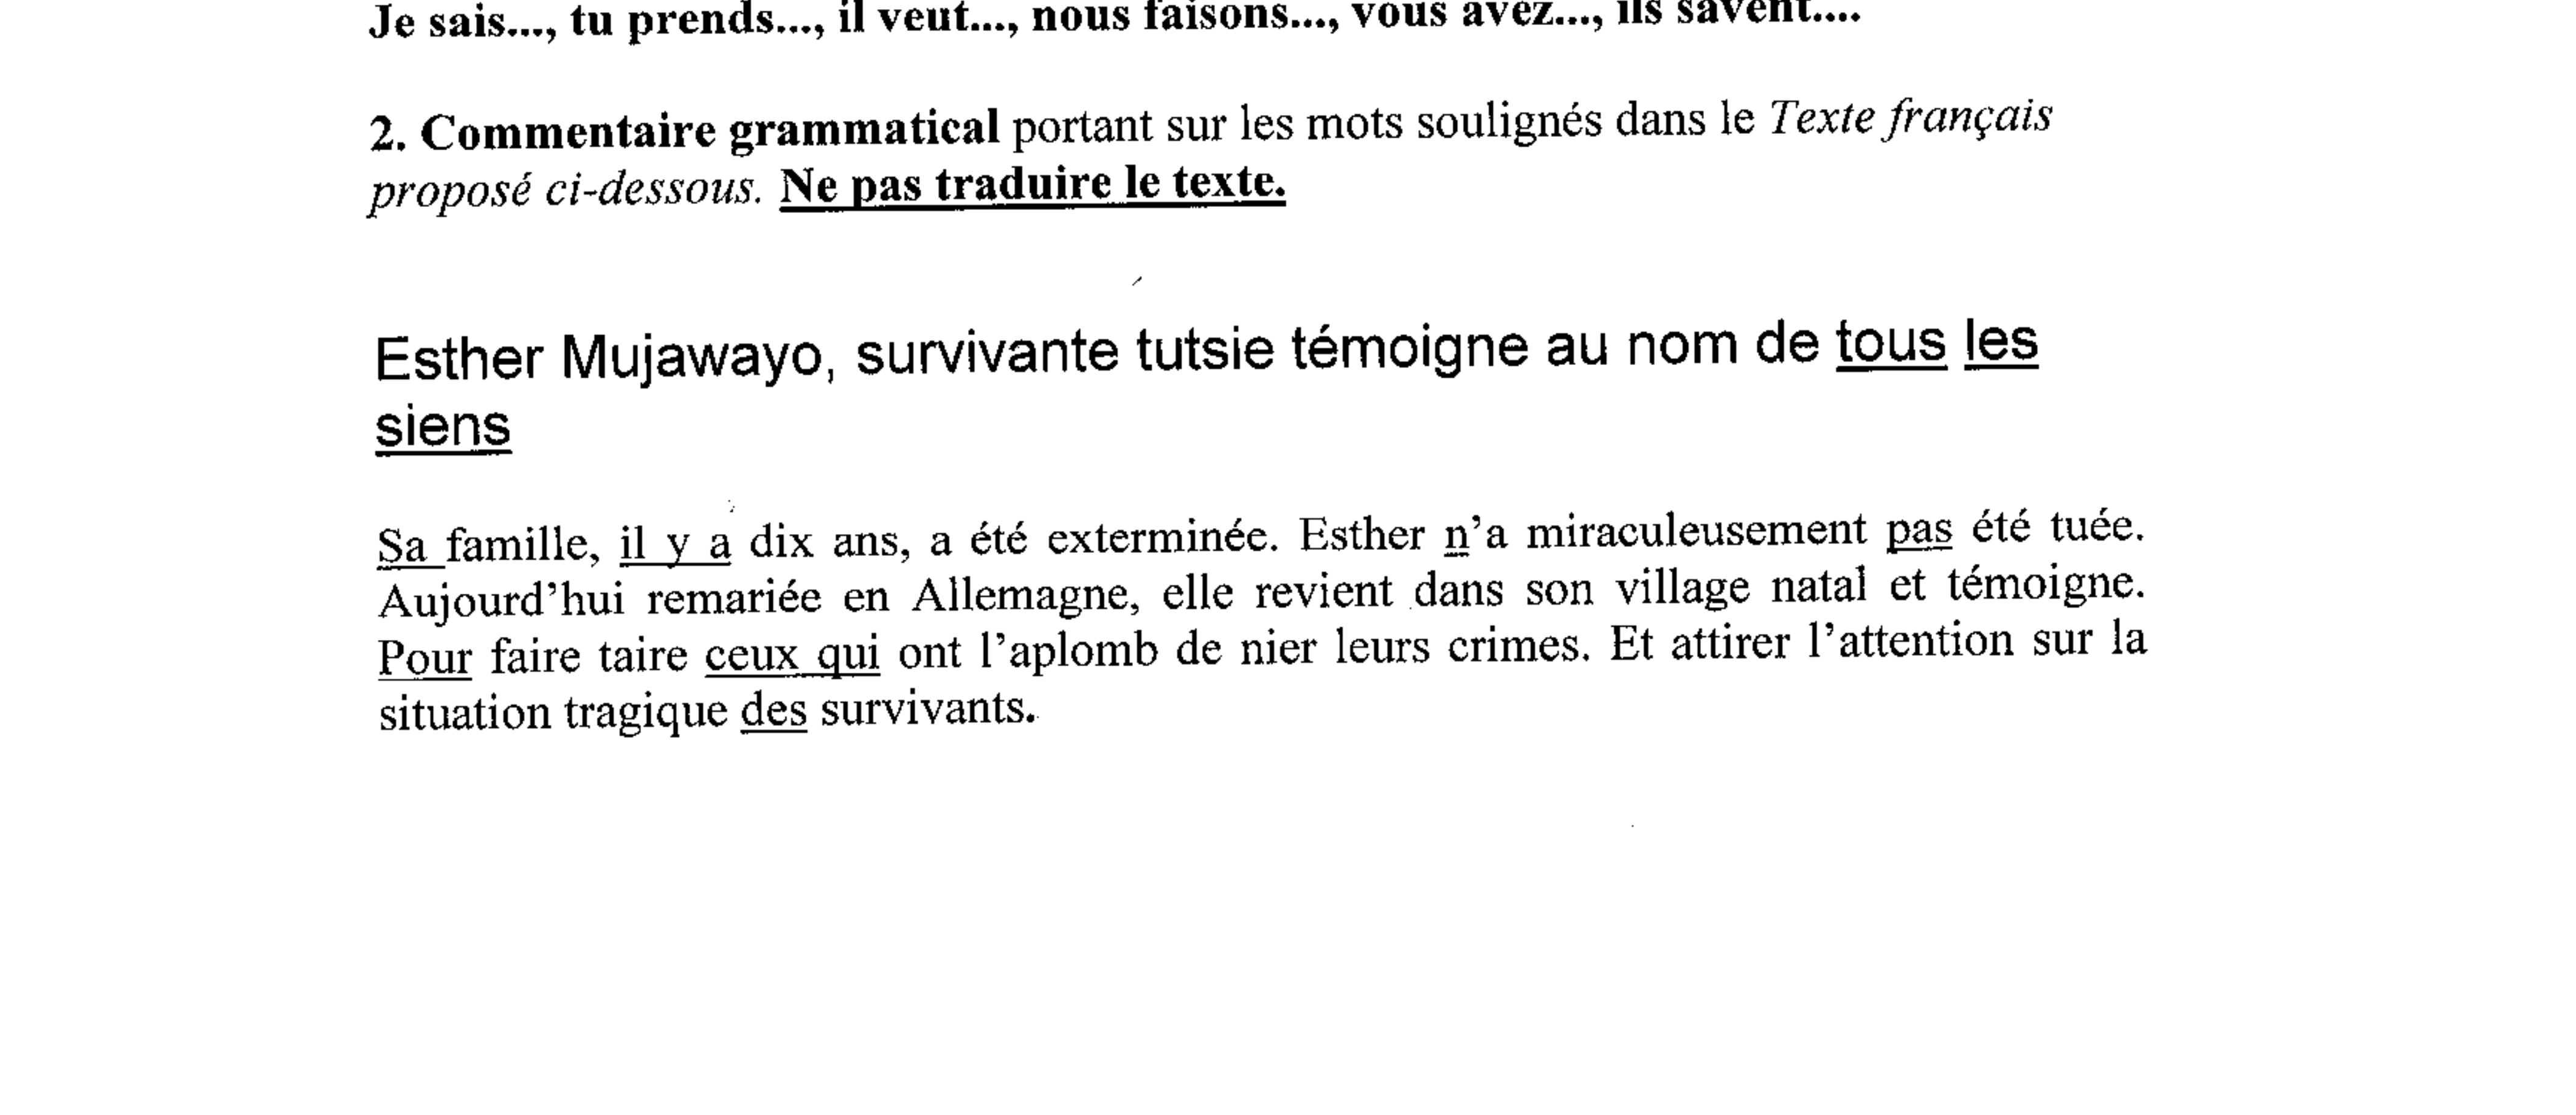 Je sais..., tu prends..., il veut..., nous faisons..., vous avez..., ils savent....
2. Commentaire grammatical portant sur les mots soulignés dans le Texte français
proposé ci-dessous. Ne pas traduire le texte.
Esther Mujawayo, survivante tutsie témoigne au nom de tous les
siens
Sa famille, il y a dix ans, a été exterminée. Esther n'a miraculeusement pas été tuée.
Aujourd'hui remariée en Allemagne, elle revient dans son village natal et témoigne.
Pour faire taire ceux qui ont l'aplomb de nier leurs crimes. Et attirer l'attention sur la
situation tragique des survivants.